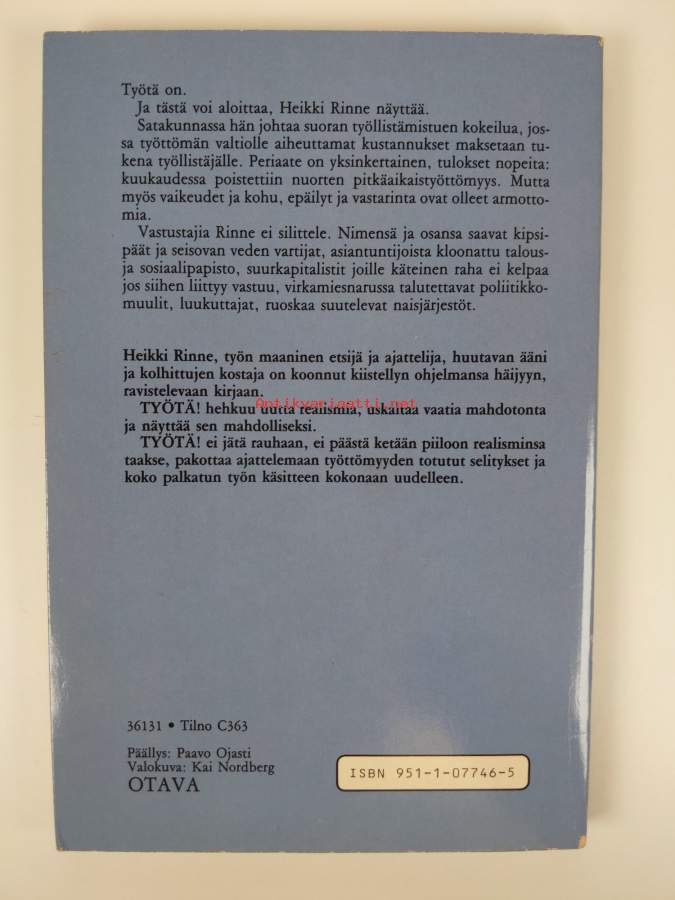 Työtä on.
Ja tästä voi aloittaa, Heikki Rinne näyttää.
Satakunnassa hän johtaa suoran työllistämistuen kokeilua, jos-
sa työttömän valtiolle aiheuttamat kustannukset maksetaan tu-
kena työllistäjälle. Periaate on yksinkertainen, tulokset nopeita:
kuukaudessa poistettiin nuorten pitkäaikaistyöttömyys. Mutta
myös vaikeudet ja kohu, epäilyt ja vastarinta ovat olleet armotto-
mia.
Vastustajia Rinne ei silittele. Nimensä ja osansa saavat kipsi-
päät ja seisovan veden vartijat, asiantuntijoista kloonattu talous-
ja sosiaalipapisto, suurkapitalistit joille käteinen raha ei kelpaa
jos siihen liittyy vastuu, virkamiesnarussa talutettavat poliitikko-
muulit, luukuttajat, ruoskaa suutelevat naisjärjestöt.
Heikki Rinne, työn maaninen etsijä ja ajattelija, huutavan ääni
ja kolhittujen kostaja on koonnut kiistellyn ohjelmansa häijyyn,
ravistelevaan kirjaan.
Antikvariaatti.net
TYÖTÄ! hehkuu uutta realismia, uskaltaa vaatia mahdotonta
ja näyttää sen mahdolliseksi.
TYÖTÄ! ei jätä rauhaan, ei päästä ketään piiloon realisminsa
taakse, pakottaa ajattelemaan työttömyyden totutut selitykset ja
koko palkatun työn käsitteen kokonaan uudelleen.
36131 • Tilno C363
Päällys: Paavo Ojasti
Valokuva: Kai Nordberg
OTAVA
ISBN 951-1-07746-5